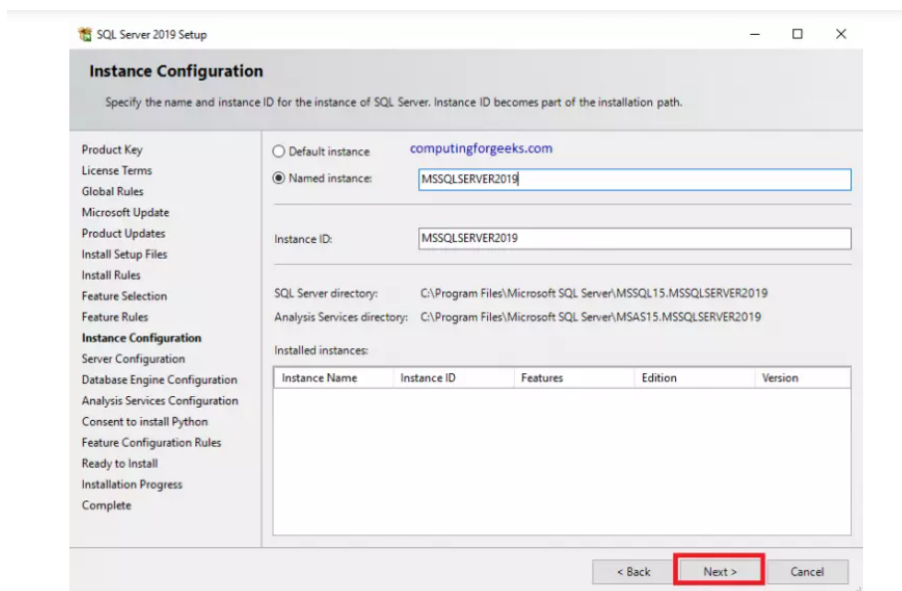 SQL Server 2019 Setup
Instance Configuration
Specify the name and instance ID for the instance of SQL Server. Instance ID becomes part of the installation path.
Product Key
License Terms
Global Rules
Microsoft Update
Product Updates
Install Setup Files
Install Rules
Feature Selection
Feature Rules
Instance Configuration
Server Configuration
Database Engine Configuration
Analysis Services Configuration
Consent to install Python
Feature Configuration Rules
Ready to Install
Installation Progress
Complete
Default instance computingforgeeks.com
Named instance: MSSQLSERVER2019
Instance ID: MSSQLSERVER2019
SQL Server directory: C:\Program Files\Microsoft SQL Server\MSSQL15.MSSQLSERVER2019
Analysis Services directory: C:\Program Files\Microsoft SQL Server\MSAS15.MSSQLSERVER2019
Installed instances:
Instance Name Instance ID Features Edition Version
< Back Next > Cancel